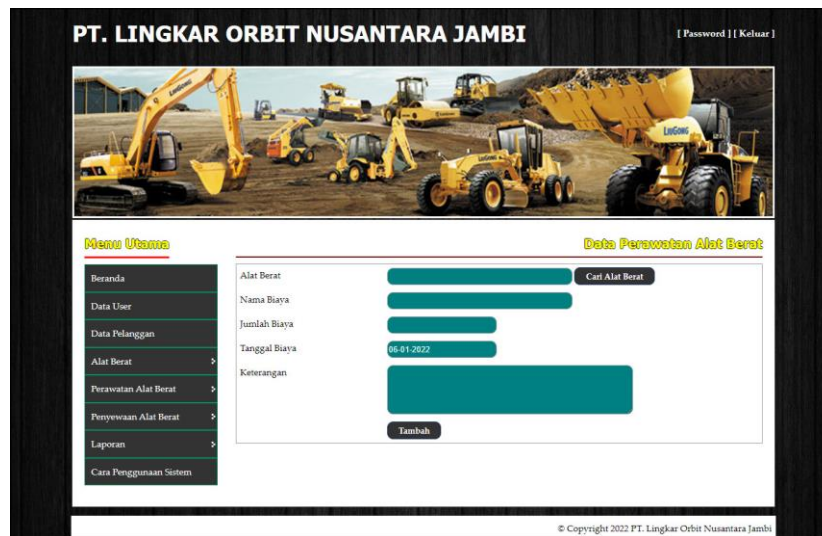 PT. LINGKAR ORBIT NUSANTARA JAMBI
[ Password ] [ Keluar ]
LIUGONG
LIUGONG
Menu Utama
Data Perawatan Alat Berat
Beranda
Data User
Data Pelanggan
Alat Berat
Perawatan Alat Berat
Penyewaan Alat Berat
Laporan
Cara Penggunaan Sistem
Alat Berat
Cari Alat Berat
Nama Biaya
Jumlah Biaya
Tanggal Biaya
06-01-2022
Keterangan
Tambah
© Copyright 2022 PT. Lingkar Orbit Nusantara Jambi